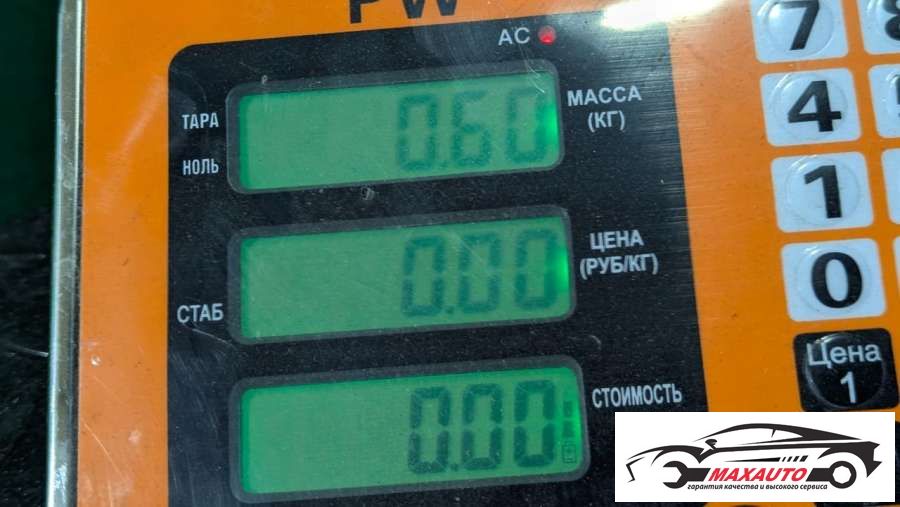 PW
AC
ТАРА
0.60
МАССА
(КГ)
НОЛЬ
0.00
ЦЕНА
(РУБ/КГ)
СТАБ
0.00
СТОИМОСТЬ
7
8
4
1
0
Цена
1
MAXAUTO
гарантия качества и высокого сервиса